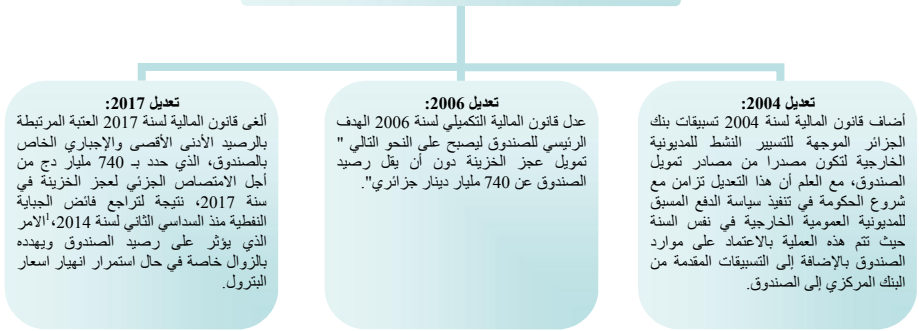 تعديل 2004:
أضاف قانون المالية لسنة 2004 تسبيقات بنك
الجزائر الموجهة للتسيير النشط للمديونية
الخارجية لتكون مصدرا من مصادر تمويل
الصندوق، مع العلم أن هذا التعديل تزامن مع
شروع الحكومة في تنفيذ سياسة الدفع المسبق
للمديونية العمومية الخارجية في نفس السنة
حيث تتم هذه العملية بالاعتماد على موارد
الصندوق بالإضافة إلى التسبيقات المقدمة من
البنك المركزي إلى الصندوق.
تعديل 2006:
عدل قانون المالية التكميلي لسنة 2006 الهدف
الرئيسي للصندوق ليصبح على النحو التالي "
تمويل عجز الخزينة دون أن يقل رصيد
الصندوق عن 740 مليار دينار جزائري".
تعديل 2017:
ألغى قانون المالية لسنة 2017 العتبة المرتبطة
بالرصيد الأدنى الأقصى والإجباري الخاص
بالصندوق، الذي حدد بـ 740 مليار دج من
أجل الامتصاص الجزئي لعجز الخزينة في
سنة 2017، نتيجة لتراجع فائض الجباية
النفطية منذ السداسي الثاني لسنة 2014،¹الامر
الذي يؤثر على رصيد الصندوق ويهدده
بالزوال خاصة في حال استمرار انهيار اسعار
البترول.